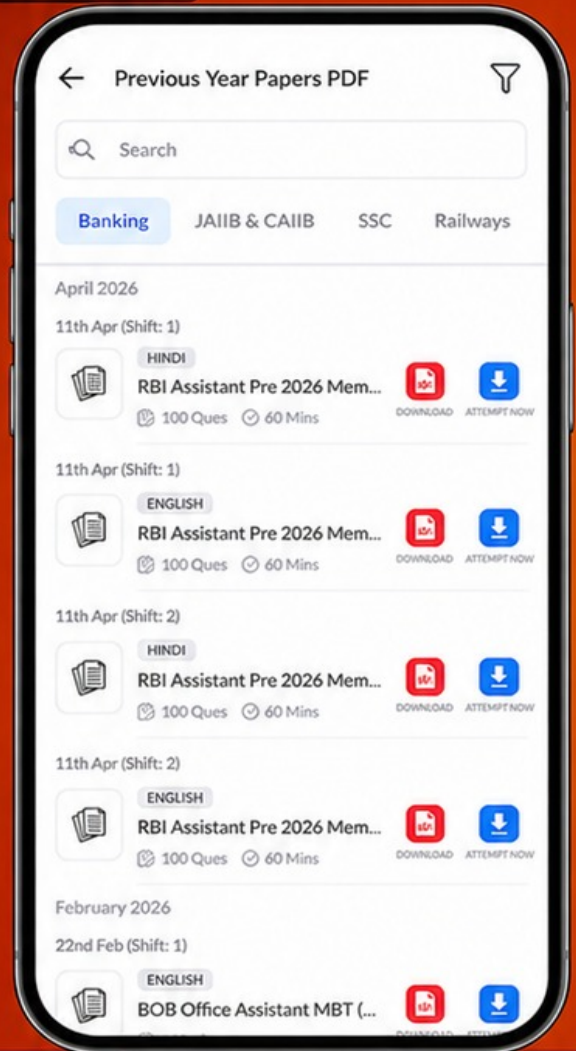 Previous Year Papers PDF
Search
Banking JAIIB & CAIIB SSC Railways
April 2026
11th Apr (Shift: 1)
HINDI
RBI Assistant Pre 2026 Mem...
100 Ques 60 Mins
DOWNLOAD ATTEMPT NOW
11th Apr (Shift: 1)
ENGLISH
RBI Assistant Pre 2026 Mem...
100 Ques 60 Mins
DOWNLOAD ATTEMPT NOW
11th Apr (Shift: 2)
HINDI
RBI Assistant Pre 2026 Mem...
100 Ques 60 Mins
DOWNLOAD ATTEMPT NOW
11th Apr (Shift: 2)
ENGLISH
RBI Assistant Pre 2026 Mem...
100 Ques 60 Mins
DOWNLOAD ATTEMPT NOW
February 2026
22nd Feb (Shift: 1)
ENGLISH
BOB Office Assistant MBT (...